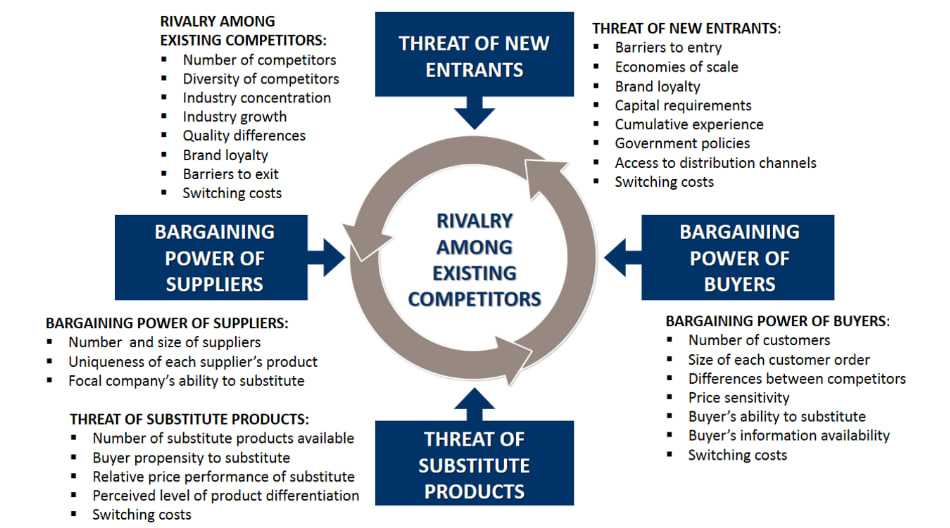 RIVALRY AMONG
EXISTING COMPETITORS:
▪ Number of competitors
▪ Diversity of competitors
▪ Industry concentration
▪ Industry growth
▪ Quality differences
▪ Brand loyalty
▪ Barriers to exit
▪ Switching costs
THREAT OF NEW
ENTRANTS
THREAT OF NEW ENTRANTS:
▪ Barriers to entry
▪ Economies of scale
▪ Brand loyalty
▪ Capital requirements
▪ Cumulative experience
▪ Government policies
▪ Access to distribution channels
▪ Switching costs
BARGAINING
POWER OF
SUPPLIERS
RIVALRY
AMONG
EXISTING
COMPETITORS
BARGAINING
POWER OF
BUYERS
BARGAINING POWER OF SUPPLIERS:
▪ Number and size of suppliers
▪ Uniqueness of each supplier’s product
▪ Focal company’s ability to substitute
BARGAINING POWER OF BUYERS:
▪ Number of customers
▪ Size of each customer order
▪ Differences between competitors
▪ Price sensitivity
▪ Buyer’s ability to substitute
▪ Buyer’s information availability
▪ Switching costs
THREAT OF SUBSTITUTE PRODUCTS:
▪ Number of substitute products available
▪ Buyer propensity to substitute
▪ Relative price performance of substitute
▪ Perceived level of product differentiation
▪ Switching costs
THREAT OF
SUBSTITUTE
PRODUCTS